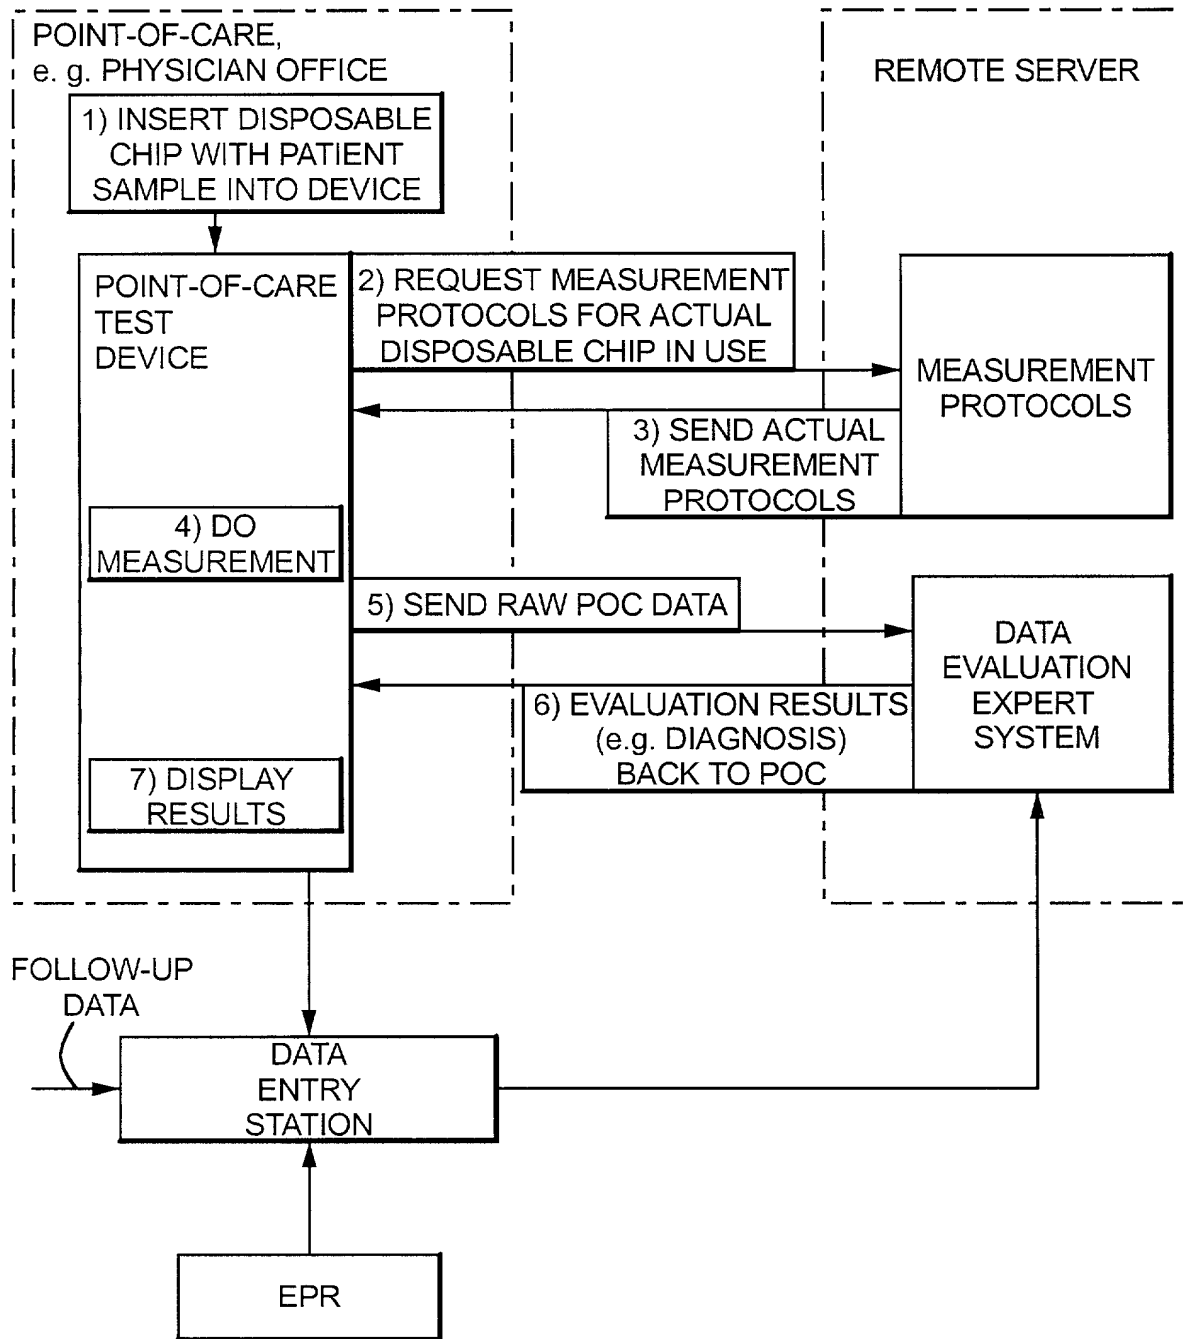 POINT-OF-CARE,
e. g. PHYSICIAN OFFICE
REMOTE SERVER
1) INSERT DISPOSABLE
CHIP WITH PATIENT
SAMPLE INTO DEVICE
POINT-OF-CARE
TEST
DEVICE
2) REQUEST MEASUREMENT
PROTOCOLS FOR ACTUAL
DISPOSABLE CHIP IN USE
MEASUREMENT
PROTOCOLS
3) SEND ACTUAL
MEASUREMENT
PROTOCOLS
4) DO
MEASUREMENT
5) SEND RAW POC DATA
DATA
EVALUATION
EXPERT
SYSTEM
6) EVALUATION RESULTS
(e.g. DIAGNOSIS)
BACK TO POC
7) DISPLAY
RESULTS
FOLLOW-UP
DATA
DATA
ENTRY
STATION
EPR